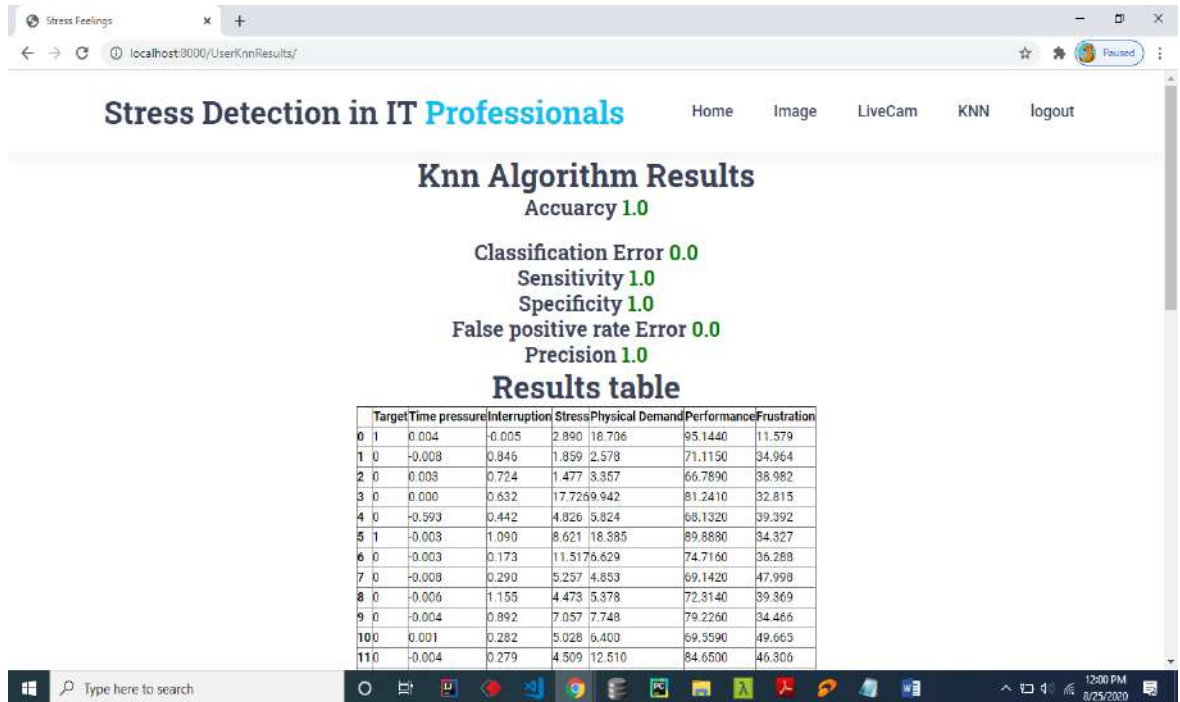 Stress Feelings
localhost:8000/UserKnnResults/
Paused
Stress Detection in IT Professionals
Home Image LiveCam KNN logout
Knn Algorithm Results
Accuarcy 1.0
Classification Error 0.0
Sensitivity 1.0
Specificity 1.0
False positive rate Error 0.0
Precision 1.0
Results table
Target Time pressure Interruption Stress Physical Demand Performance Frustration
0 1 0.004 -0.005 2.890 18.706 95.1440 11.579
1 0 -0.008 0.846 1.859 2.578 71.1150 34.964
2 0 0.003 0.724 1.477 3.357 66.7890 38.982
3 0 0.000 0.632 17.726 9.942 81.2410 32.815
4 0 -0.593 0.442 4.826 5.824 68.1320 39.392
5 1 -0.003 1.090 8.621 18.385 89.8880 34.327
6 0 -0.003 0.173 11.517 6.629 74.7160 36.288
7 0 -0.008 0.290 5.257 4.853 69.1420 47.998
8 0 -0.006 1.155 4.473 5.378 72.3140 39.369
9 0 -0.004 0.892 7.057 7.748 79.2260 34.466
10 0 0.001 0.282 5.028 6.400 69.5590 49.665
11 0 -0.004 0.279 4.509 12.510 84.6500 46.306
Type here to search
12:00 PM
8/25/2020